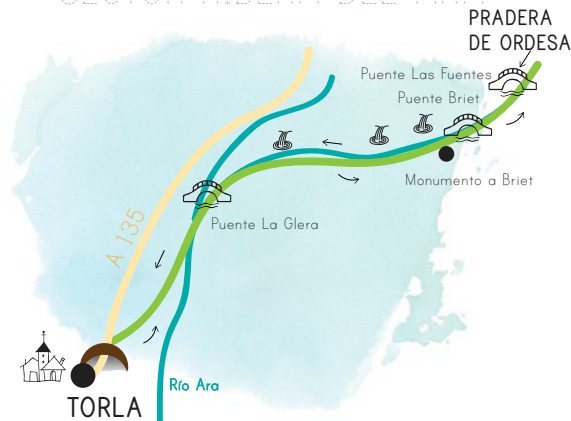 PRADERA
DE ORDESA
Puente Las Fuentes
Puente Briet
Monumento a Briet
Puente La Glera
A 135
Río Ara
TORLA